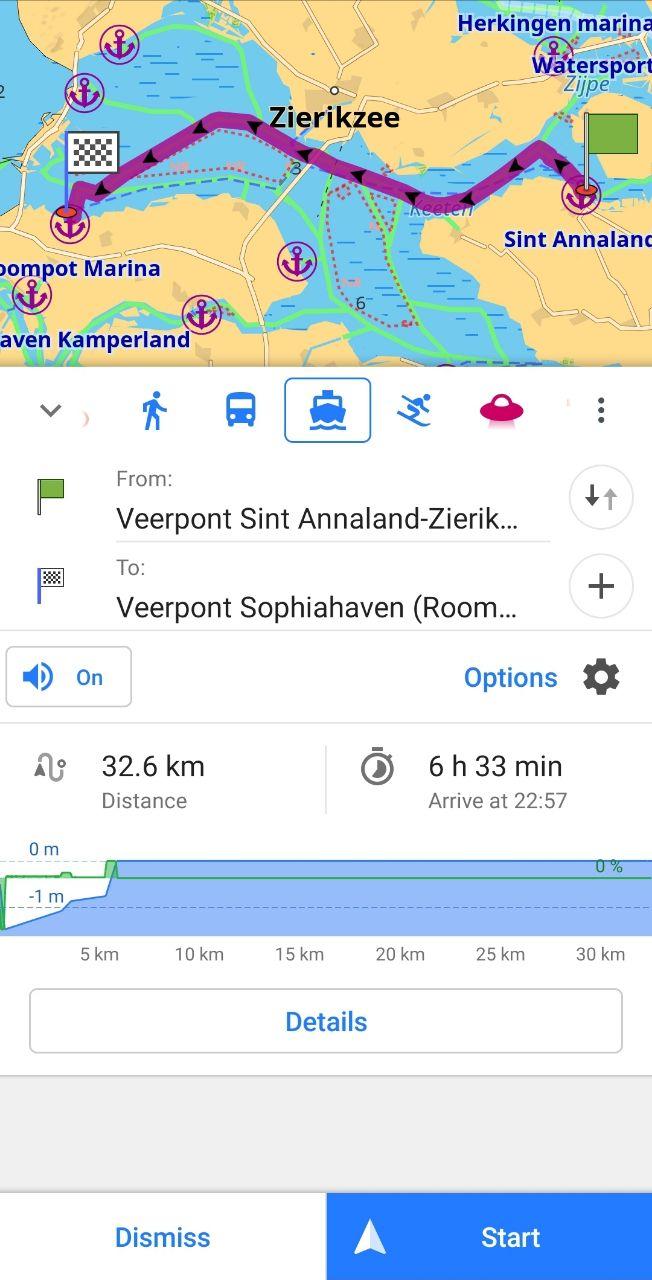 Herkingen marina
Watersport
Zijpe
2
Zierikzee
3
Keeten
Sint Annaland
oompot Marina
6
aven Kamperland
From:
Veerpont Sint Annaland-Zierik...
To:
Veerpont Sophiahaven (Room...
On
Options
32.6 km
6 h 33 min
Distance
Arrive at 22:57
0 m
0 %
-1 m
5 km 10 km 15 km 20 km 25 km 30 km
Details
Dismiss
Start